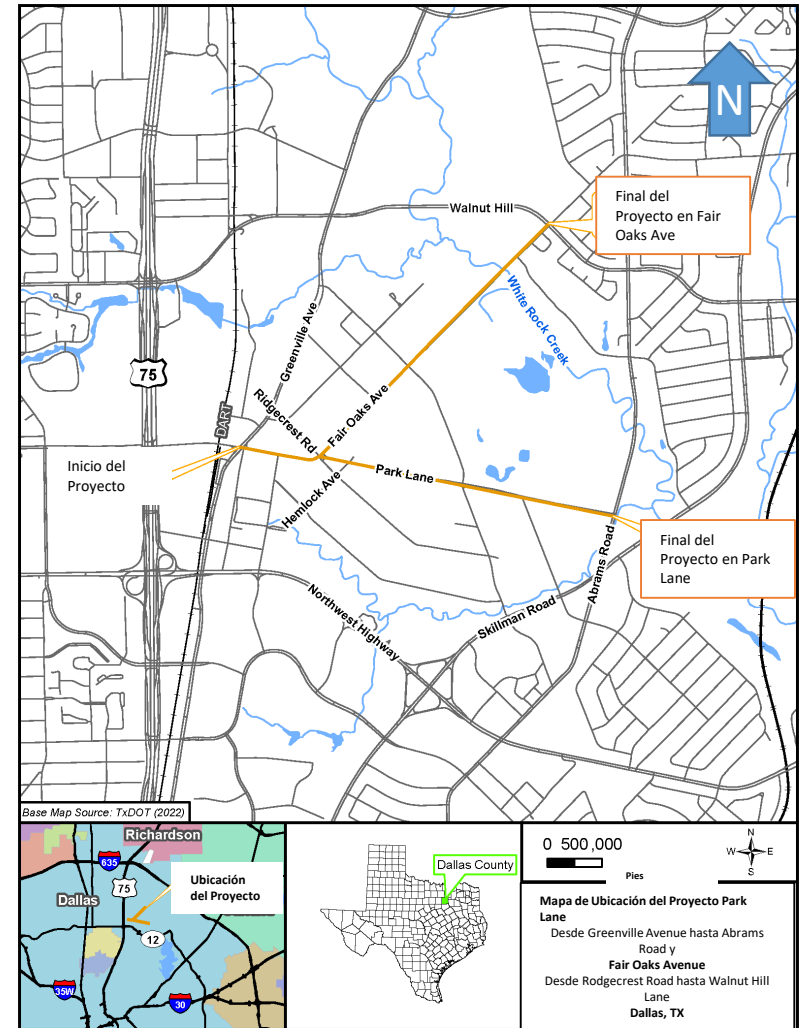 N
Walnut Hill
Final del
Proyecto en Fair
Oaks Ave
White Rock Creek
Greenville Ave
75
DART
Ridgecrest Rd
Fair Oaks Ave
Inicio del
Proyecto
Park Lane
Hemlock Ave
Final del
Proyecto en Park
Lane
Abrams Road
Skillman Road
Northwest Highway
Base Map Source: TxDOT (2022)
Richardson
635
75
Dallas
Ubicación
del Proyecto
12
35W
30
Dallas County
0 500,000
Pies
N
W E
S
Mapa de Ubicación del Proyecto Park
Lane
Desde Greenville Avenue hasta Abrams
Road y
Fair Oaks Avenue
Desde Rodgecrest Road hasta Walnut Hill
Lane
Dallas, TX